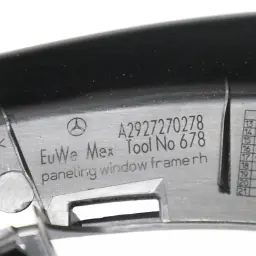 A2927270278
EuWe Mex Tool No 678
paneling window frame rh